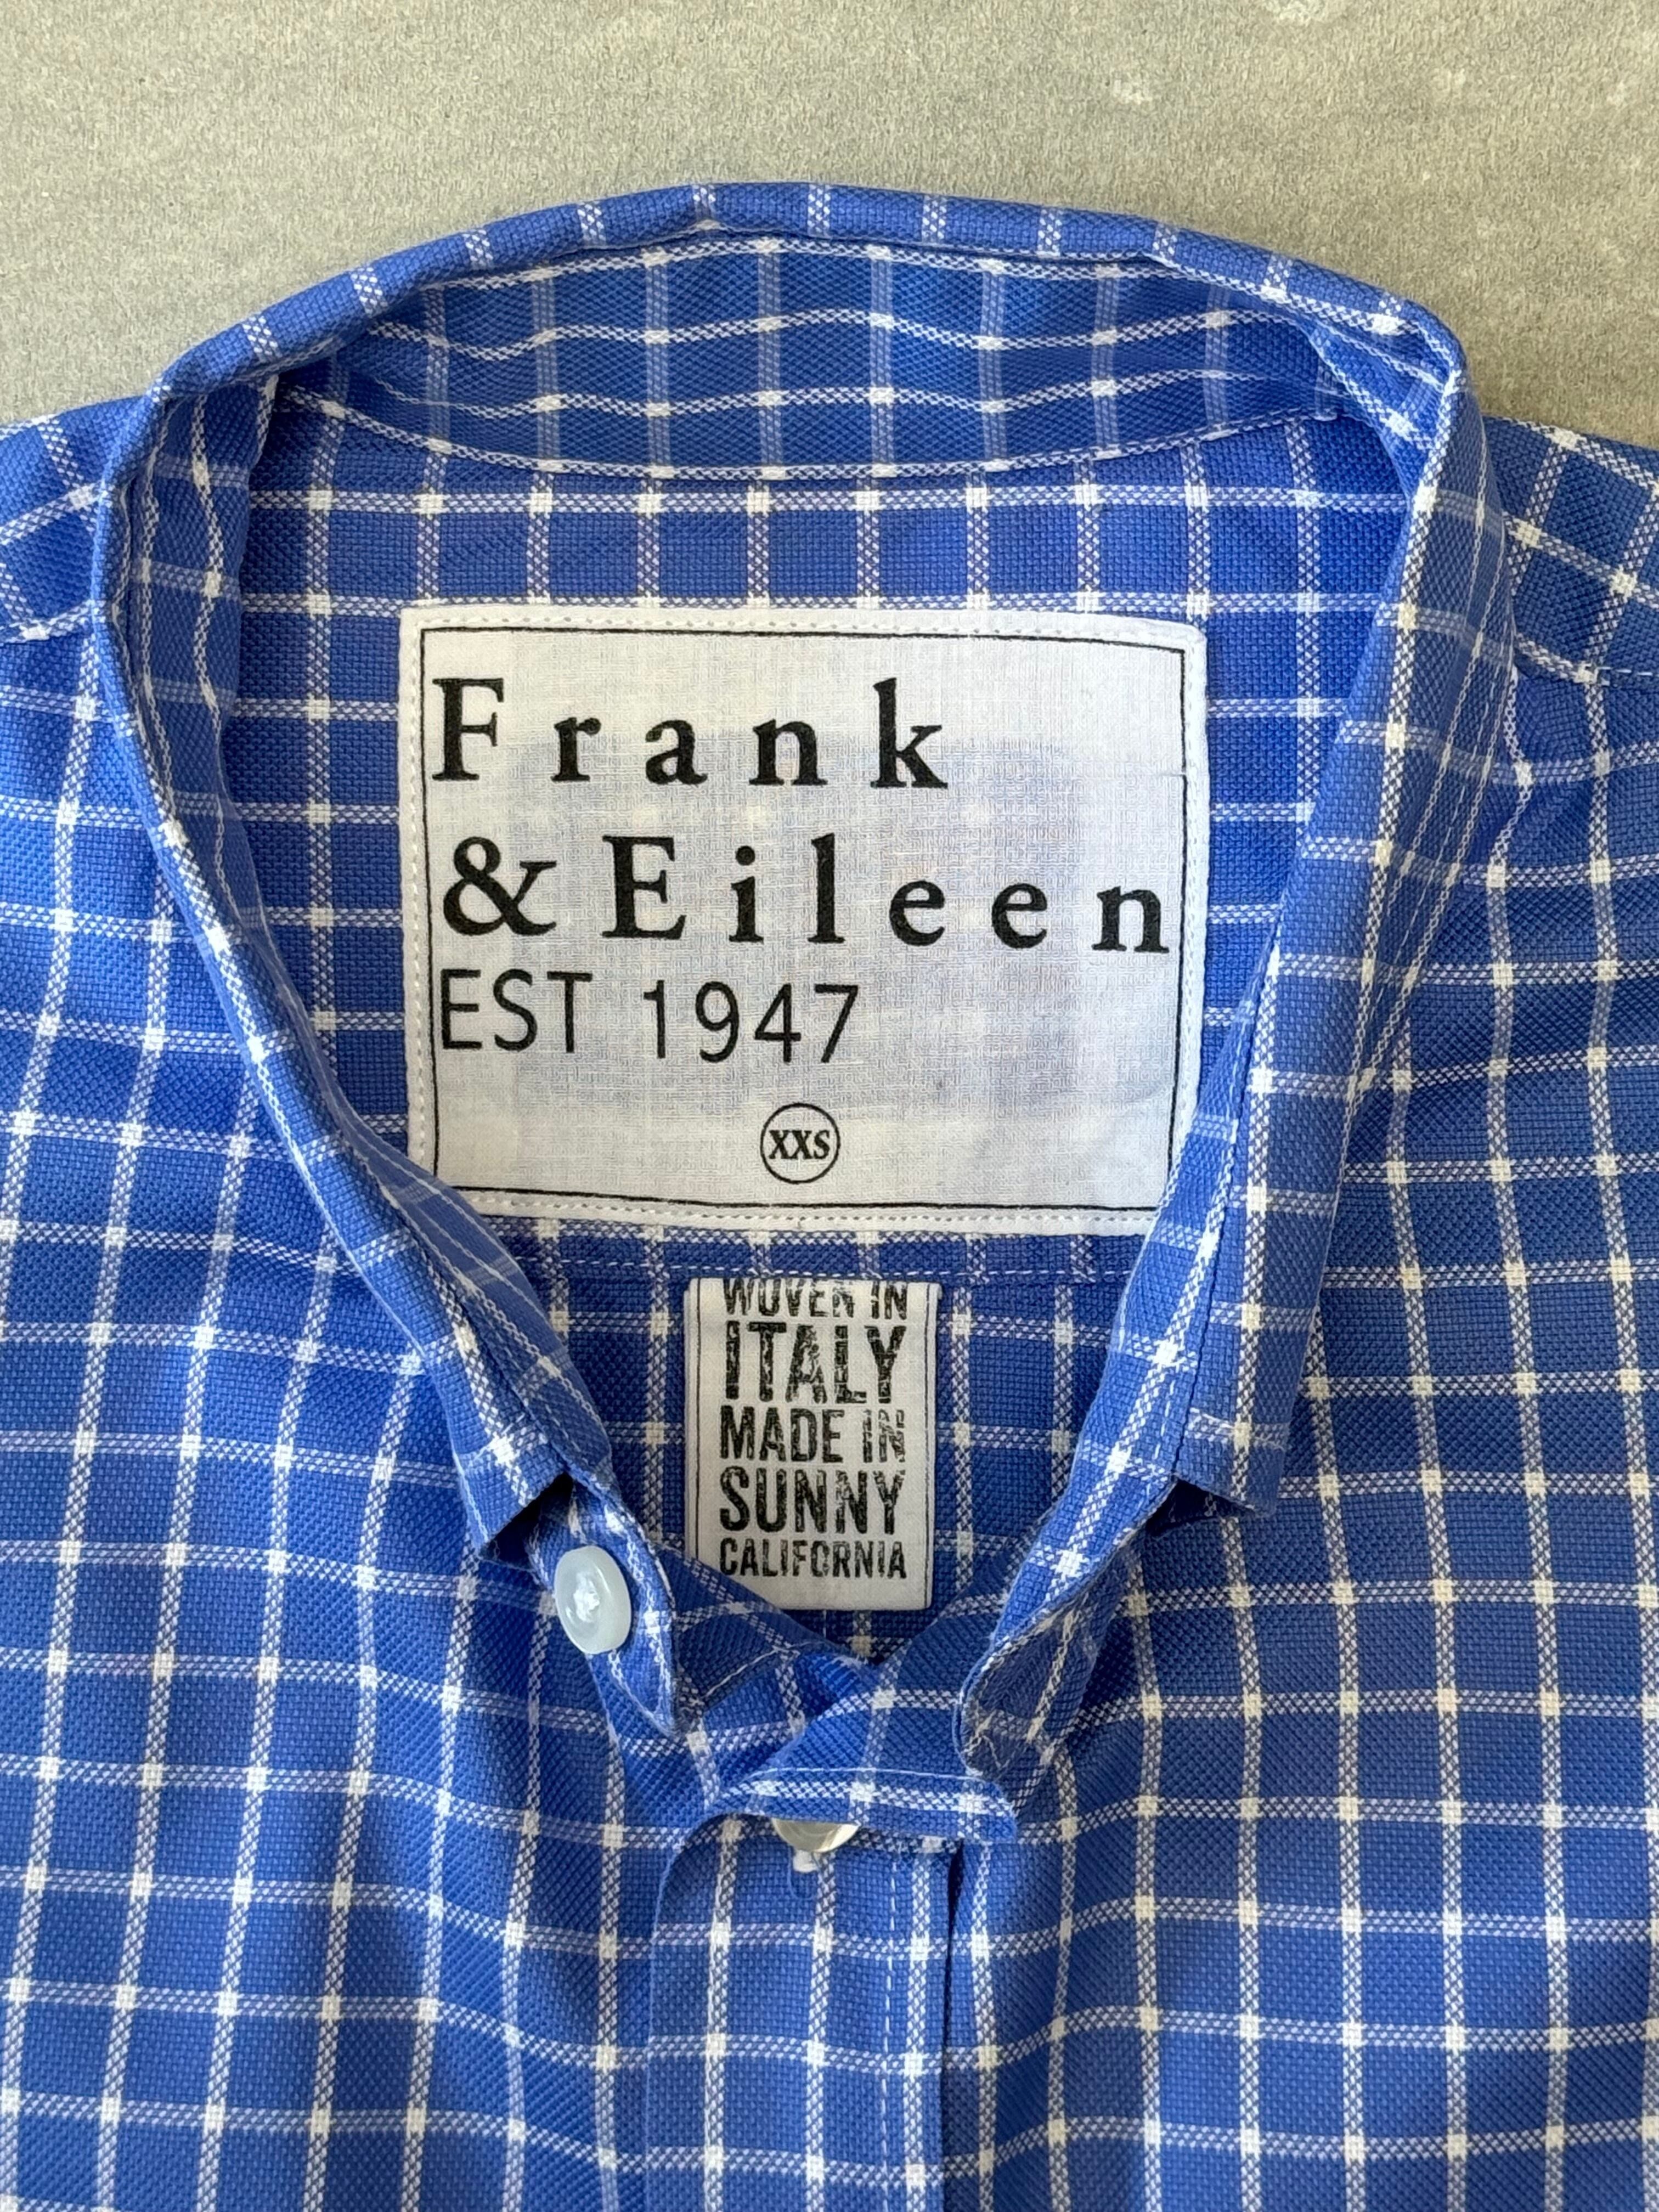 Frank
& Eileen
EST 1947
XXS
WOVEN IN
ITALY
MADE IN
SUNNY
CALIFORNIA